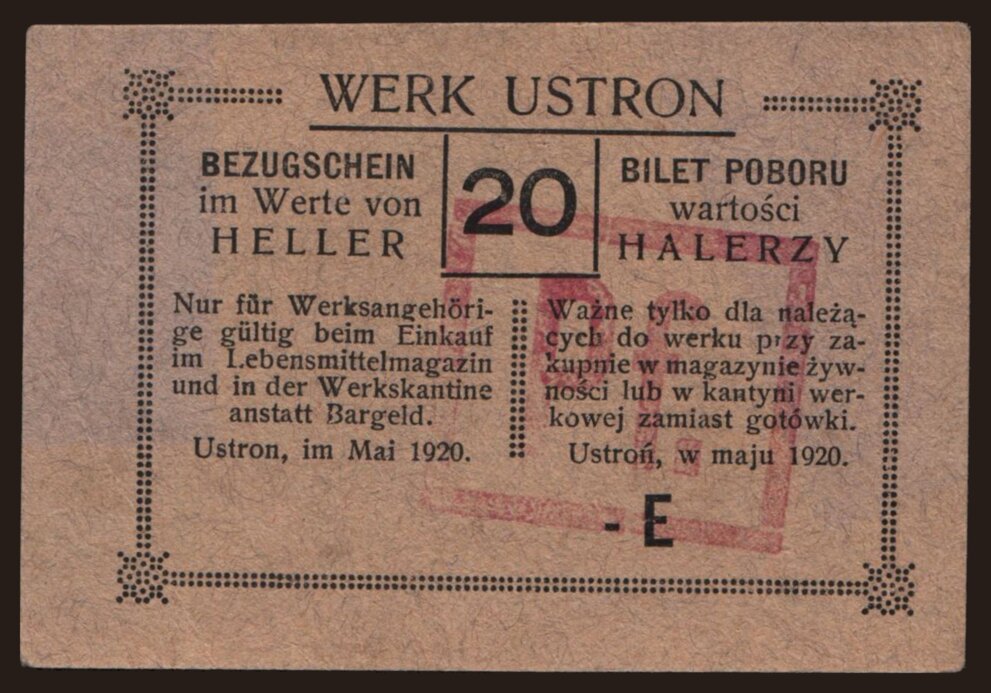 WERK USTRON
BEZUGSCHEIN
im Werte von
HELLER
20
BILET POBORU
wartości
HALERZY
Nur für Werksangehöri-
ge gültig beim Einkauf
im Lebensmittelmagazin
und in der Werkskantine
anstatt Bargeld.
Ustron, im Mai 1920.
Ważne tylko dla należą-
cych do werku przy za-
kupnie w magazynie żyw-
ności lub w kantyni wer-
kowej zamiast gotówki.
Ustroń, w maju 1920.
- E